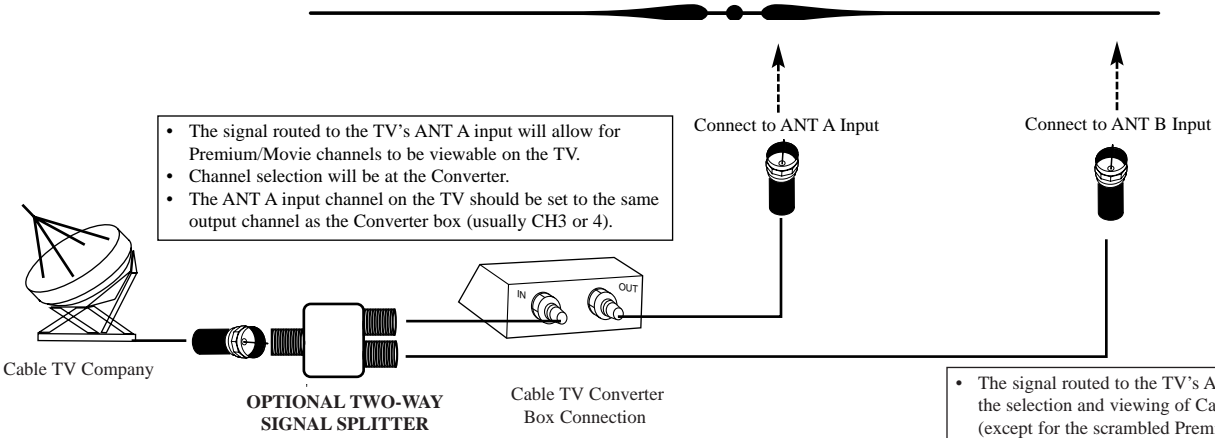 Connect to ANT A Input
Connect to ANT B Input
• The signal routed to the TV's ANT A input will allow for
Premium/Movie channels to be viewable on the TV.
• Channel selection will be at the Converter.
• The ANT A input channel on the TV should be set to the same
output channel as the Converter box (usually CH3 or 4).
IN
OUT
Cable TV Company
OPTIONAL TWO-WAY
SIGNAL SPLITTER
Cable TV Converter
Box Connection
• The signal routed to the TV's A
the selection and viewing of Ca
(except for the scrambled Prem